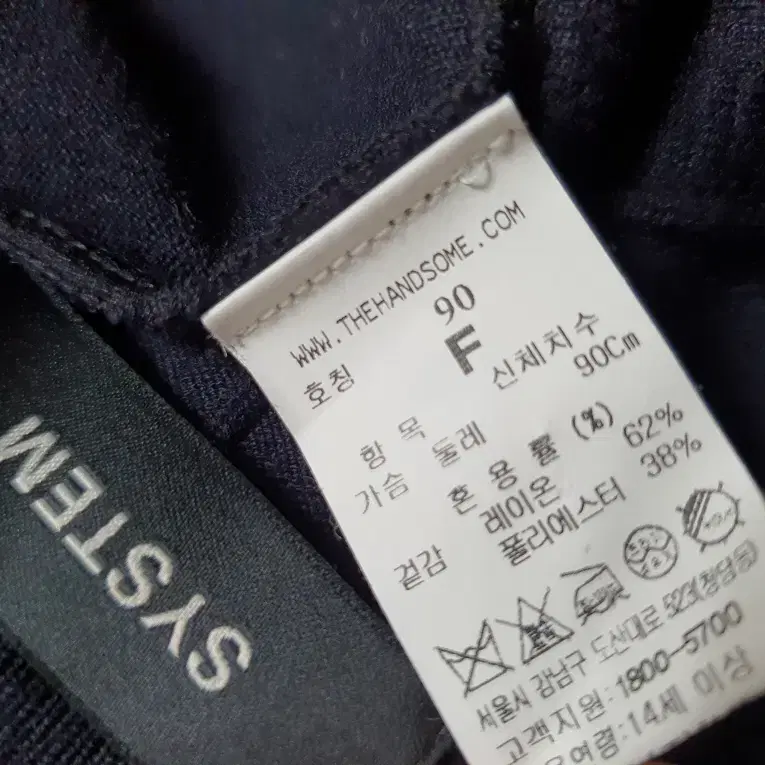 WWW.THEHANDSOME.COM
호칭 90
F
항목 신체치수
가슴 둘레 90Cm
혼용률 (%)
겉감 레이온 62%
폴리에스터 38%
서울시 강남구 도산대로 523(청담동)
고객지원: 1800-5700
용연령: 14세 이상
SYSTEM